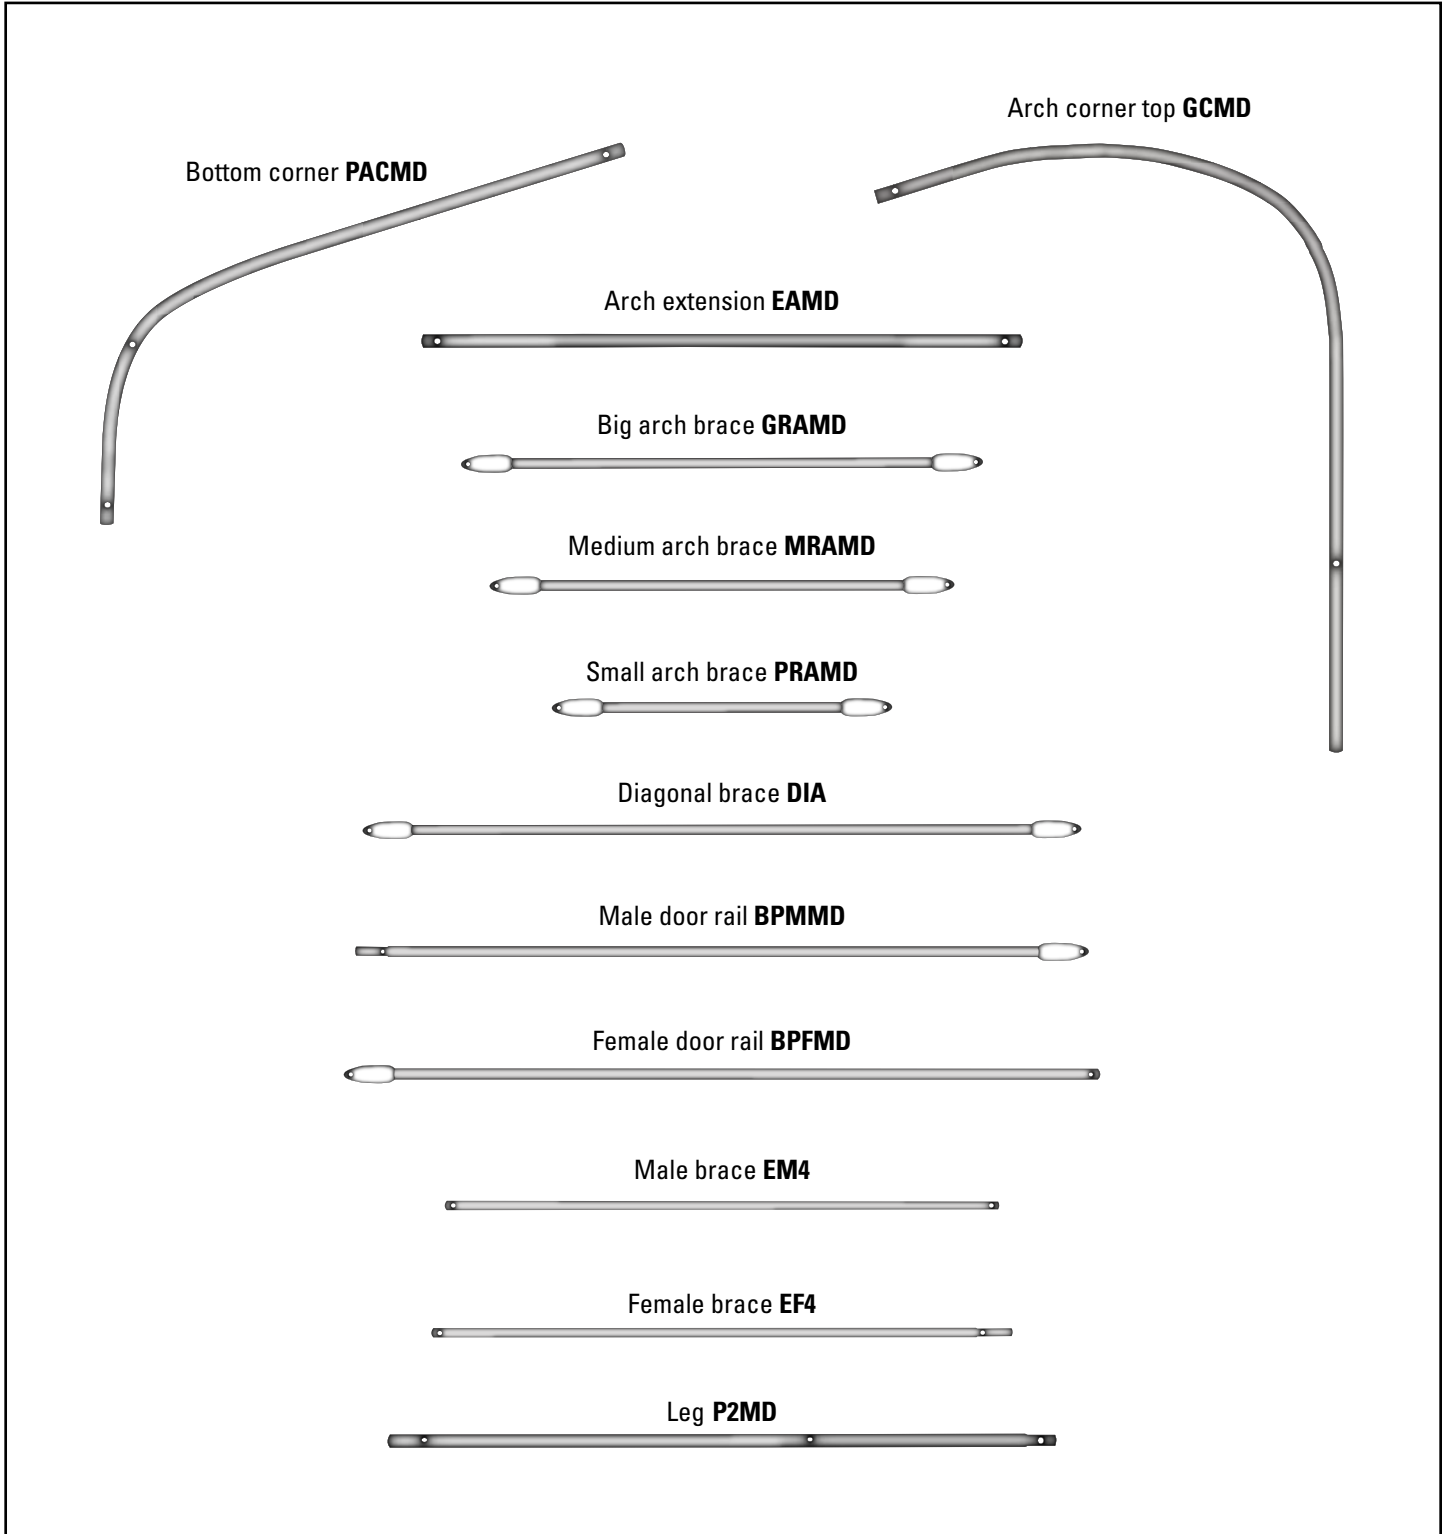 Arch corner top GCMD
Bottom corner PACMD
Arch extension EAMD
Big arch brace GRAMD
Medium arch brace MRAMD
Small arch brace PRAMD
Diagonal brace DIA
Male door rail BPMMD
Female door rail BPFMD
Male brace EM4
Female brace EF4
Leg P2MD